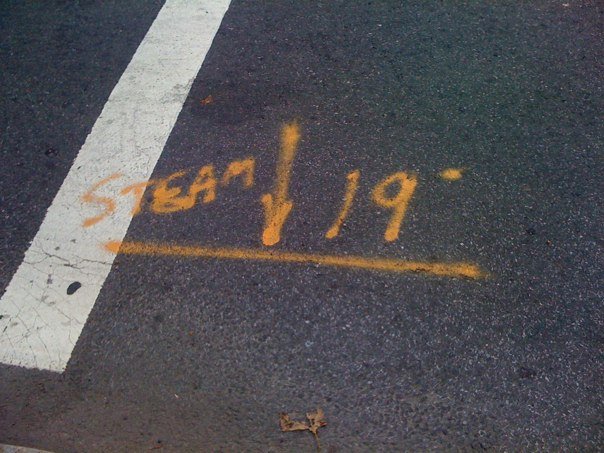 STEAM ↓ 19-